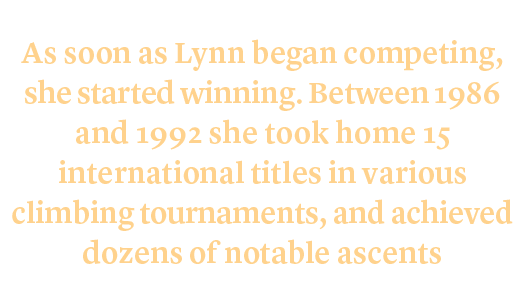 As soon as Lynn began competing,
she started winning. Between 1986
and 1992 she took home 15
international titles in various
climbing tournaments, and achieved
dozens of notable ascents